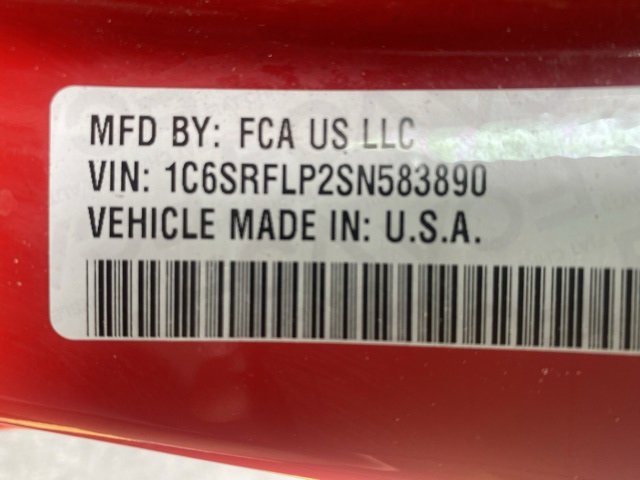 MFD BY: FCA US LLC
VIN: 1C6SRFLP2SN583890
VEHICLE MADE IN: U.S.A.